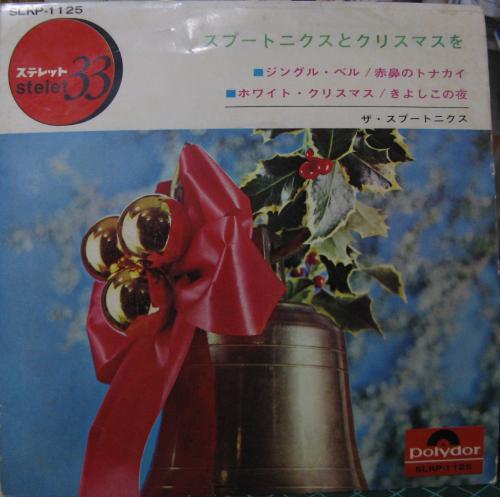 SLKP-1125
スプートニクスとクリスマスを
ステレット
stelet 33
■ジングル・ベル/赤鼻のトナカイ
■ホワイト・クリスマス/きよしこの夜
ザ・スプートニクス
Polydor
SLKP-1125